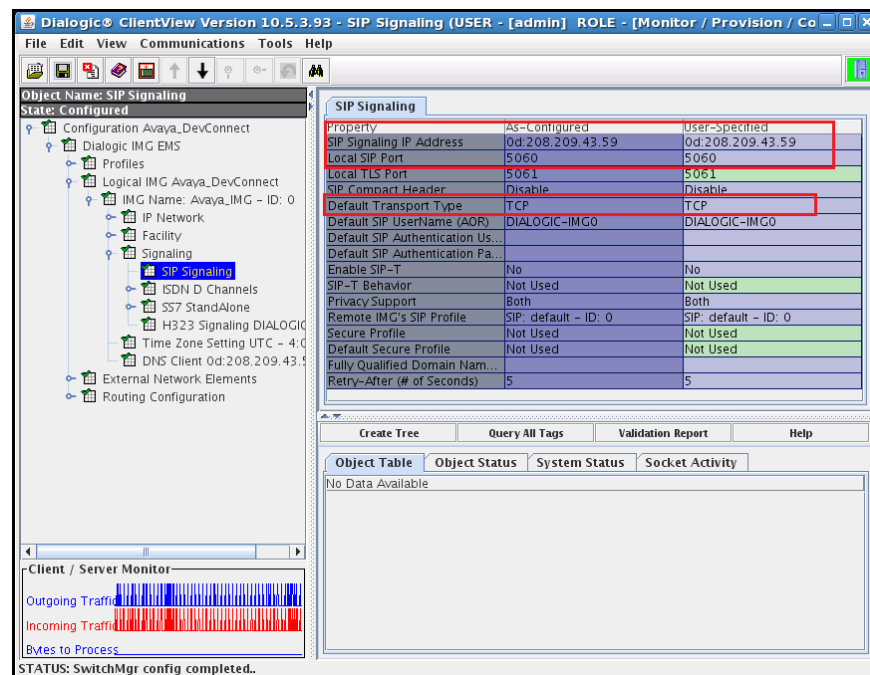 Dialogic® ClientView Version 10.5.3.93 - SIP Signaling (USER - [admin] ROLE - [Monitor / Provision / Co
File Edit View Communications Tools Help
Object Name: SIP Signaling
State: Configured
Configuration Avaya_DevConnect
Dialogic IMG EMS
Profiles
Logical IMG Avaya_DevConnect
IMG Name: Avaya_IMG - ID: 0
IP Network
Facility
Signaling
SIP Signaling
ISDN D Channels
SS7 StandAlone
H323 Signaling DIALOGIC
Time Zone Setting UTC - 4:0
DNS Client 0d:208.209.43.5
External Network Elements
Routing Configuration
Client / Server Monitor
Outgoing Traffic
Incoming Traffic
Bytes to Process
SIP Signaling
Property As-Configured User-Specified
SIP Signaling IP Address 0d:208.209.43.59 0d:208.209.43.59
Local SIP Port 5060 5060
Local TLS Port 5061 5061
SIP Compact Header Disable Disable
Default Transport Type TCP TCP
Default SIP UserName (AOR) DIALOGIC-IMG0 DIALOGIC-IMG0
Default SIP Authentication Us...
Default SIP Authentication Pa...
Enable SIP-T No No
SIP-T Behavior Not Used Not Used
Privacy Support Both Both
Remote IMG's SIP Profile SIP: default - ID: 0 SIP: default - ID: 0
Secure Profile Not Used Not Used
Default Secure Profile Not Used Not Used
Fully Qualified Domain Nam...
Retry-After (# of Seconds) 5 5
Create Tree Query All Tags Validation Report Help
Object Table Object Status System Status Socket Activity
No Data Available
STATUS: SwitchMgr config completed..